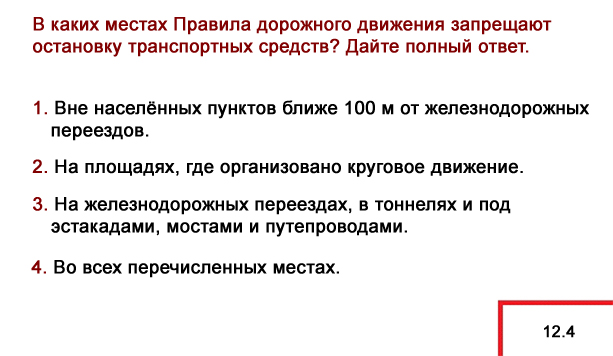 В каких местах Правила дорожного движения запрещают
остановку транспортных средств? Дайте полный ответ.
1. Вне населённых пунктов ближе 100 м от железнодорожных
переездов.
2. На площадях, где организовано круговое движение.
3. На железнодорожных переездах, в тоннелях и под
эстакадами, мостами и путепроводами.
4. Во всех перечисленных местах.
12.4